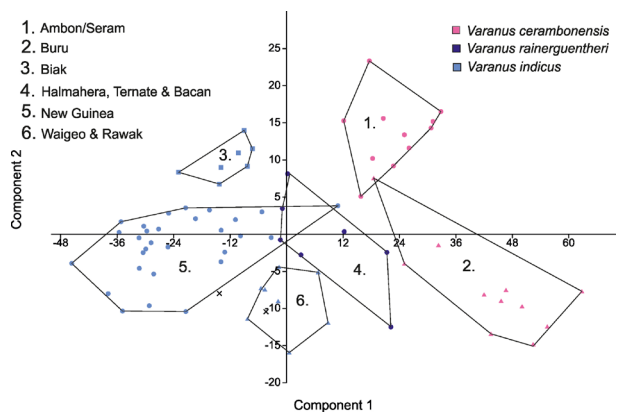 1. Ambon/Seram
2. Buru
3. Biak
4. Halmahera, Ternate & Bacan
5. New Guinea
6. Waigeo & Rawak
Varanus cerambonensis
Varanus rainerguentheri
Varanus indicus
Component 2
25
20
15
10
5
-48 -36 -24 -12 12 24 36 48 60
-5
-10
-15
-20
1.
2.
3.
4.
5.
6.
x
x
Component 1